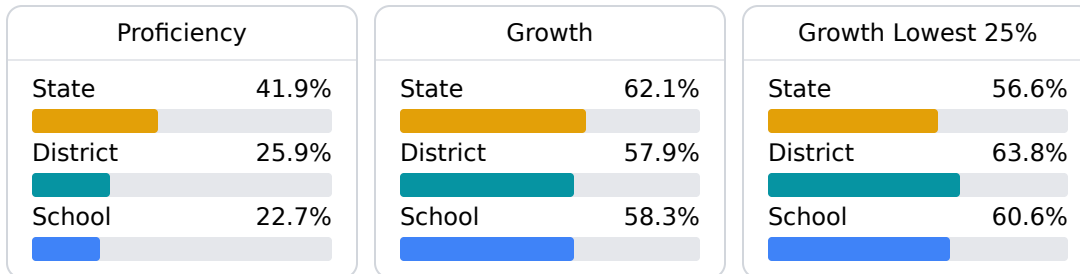 Proficiency
State 41.9%
District 25.9%
School 22.7%
Growth
State 62.1%
District 57.9%
School 58.3%
Growth Lowest 25%
State 56.6%
District 63.8%
School 60.6%